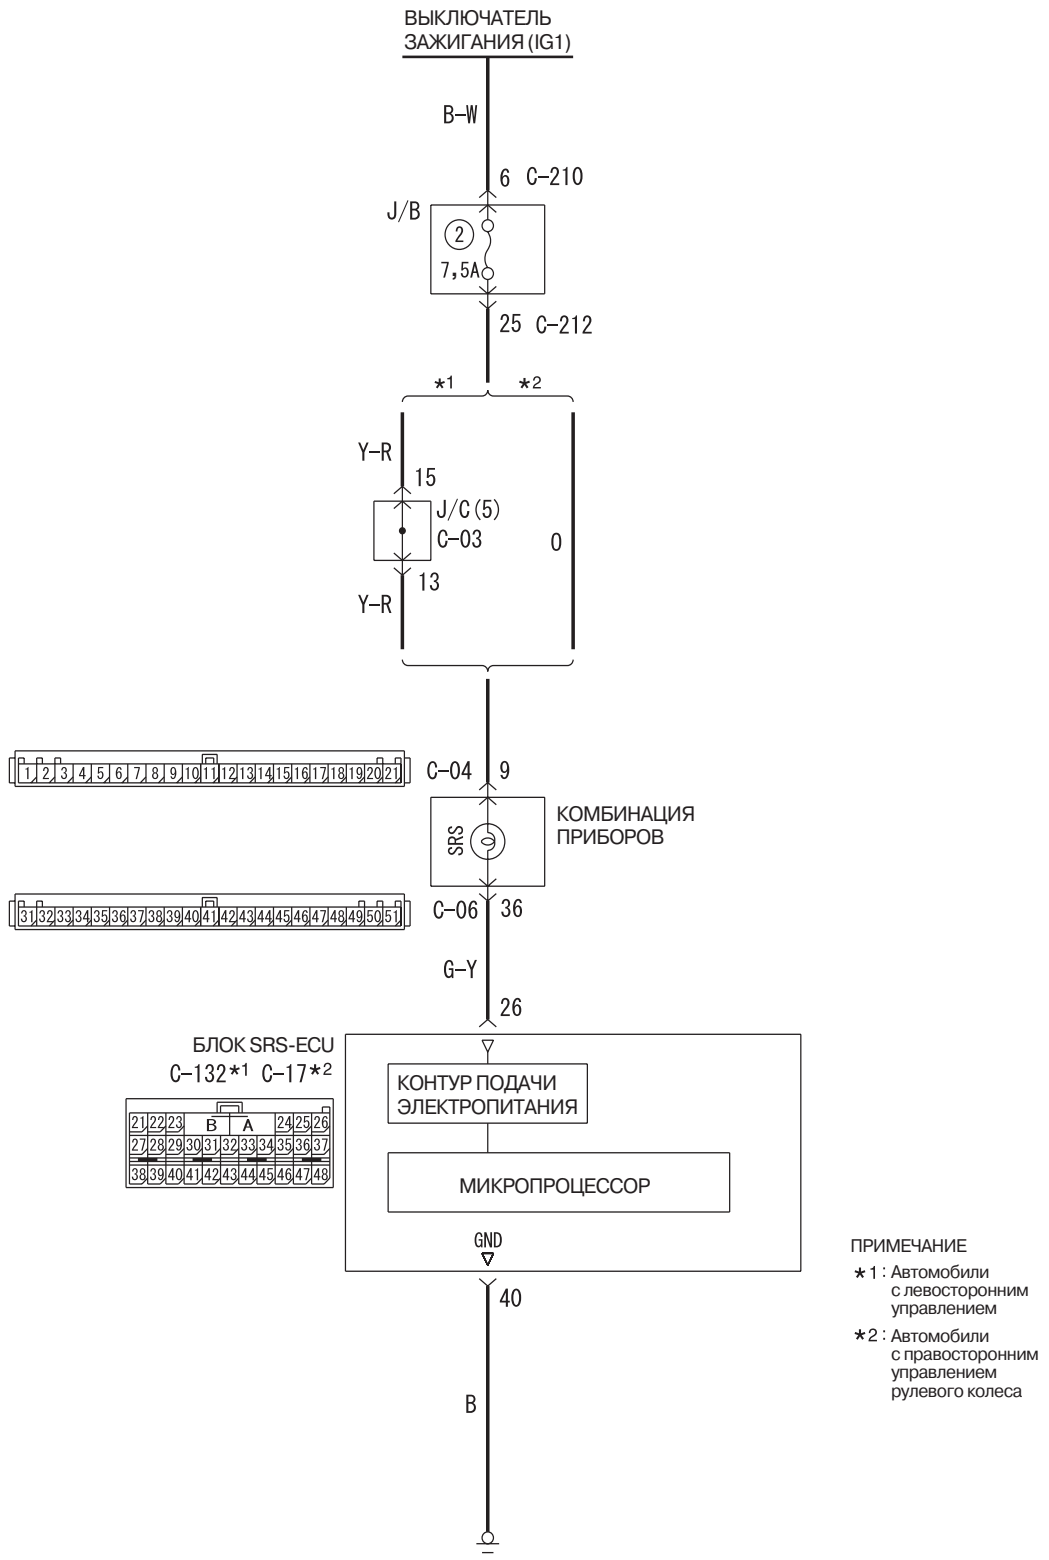 ВЫКЛЮЧАТЕЛЬ
ЗАЖИГАНИЯ (IG1)
B-W
6 C-210
J/B
2
7,5A
25 C-212
*1 *2
Y-R
15
J/C(5)
C-03
O
13
Y-R
1 2 3 4 5 6 7 8 9 10 11 12 13 14 15 16 17 18 19 20 21
C-04 9
SRS
КОМБИНАЦИЯ
ПРИБОРОВ
31 32 33 34 35 36 37 38 39 40 41 42 43 44 45 46 47 48 49 50 51
C-06 36
G-Y
26
БЛОК SRS-ECU
C-132*1 C-17*2
21 22 23 B A 24 25 26
27 28 29 30 31 32 33 34 35 36 37
38 39 40 41 42 43 44 45 46 47 48
КОНТУР ПОДАЧИ
ЭЛЕКТРОПИТАНИЯ
МИКРОПРОЦЕССОР
GND
40
B
ПРИМЕЧАНИЕ
*1: Автомобили
с левосторонним
управлением
*2: Автомобили
с правосторонним
управлением
рулевого колеса